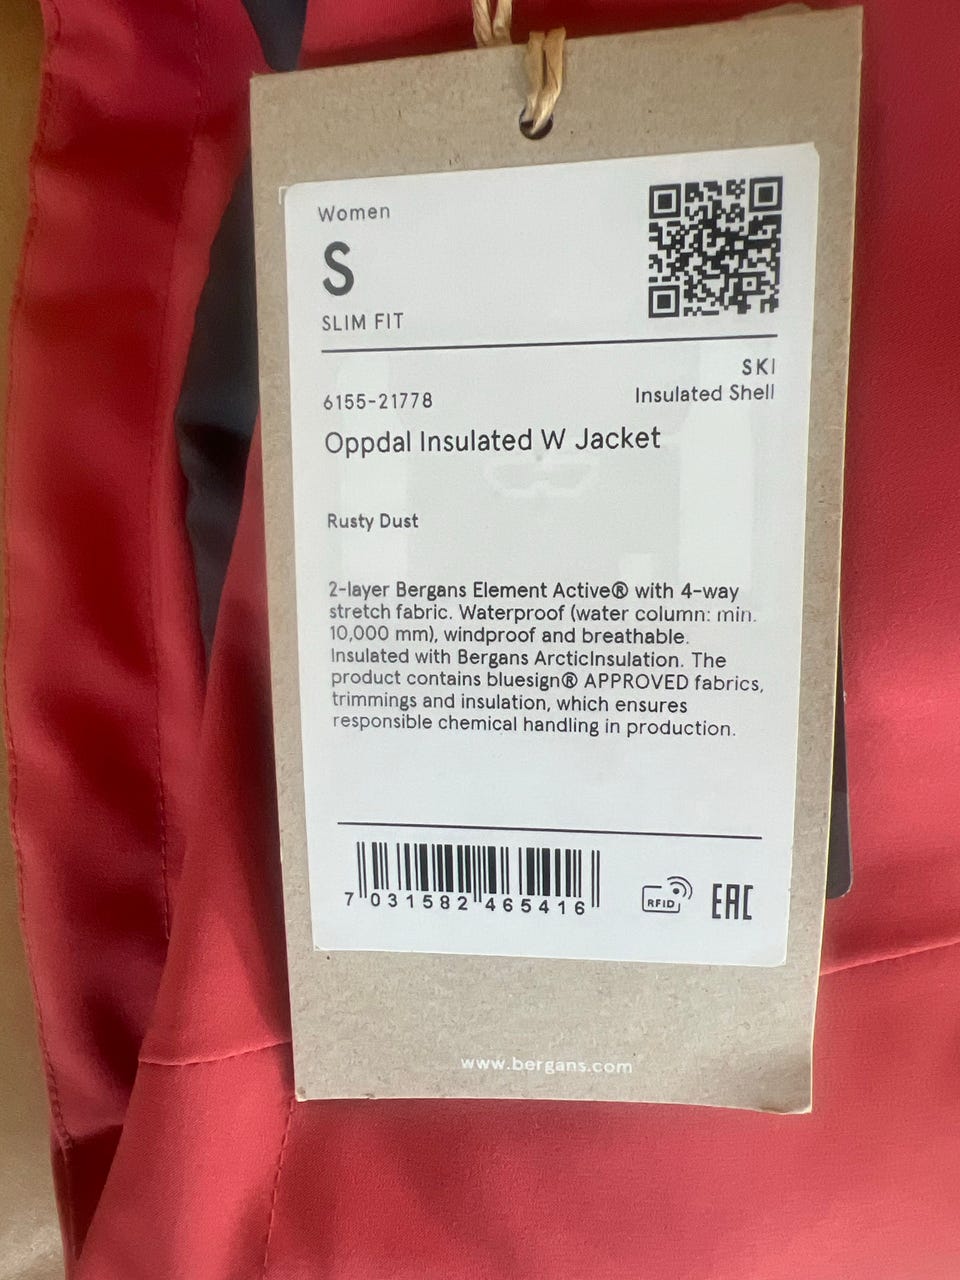 Women
S
SLIM FIT
SKI
6155-21778
Insulated Shell
Oppdal Insulated W Jacket
Rusty Dust
2-layer Bergans Element Active® with 4-way
stretch fabric. Waterproof (water column: min.
10,000 mm), windproof and breathable.
Insulated with Bergans ArcticInsulation. The
product contains bluesign® APPROVED fabrics,
trimmings and insulation, which ensures
responsible chemical handling in production.
7 031582 465416
RFID
EAC
www.bergans.com